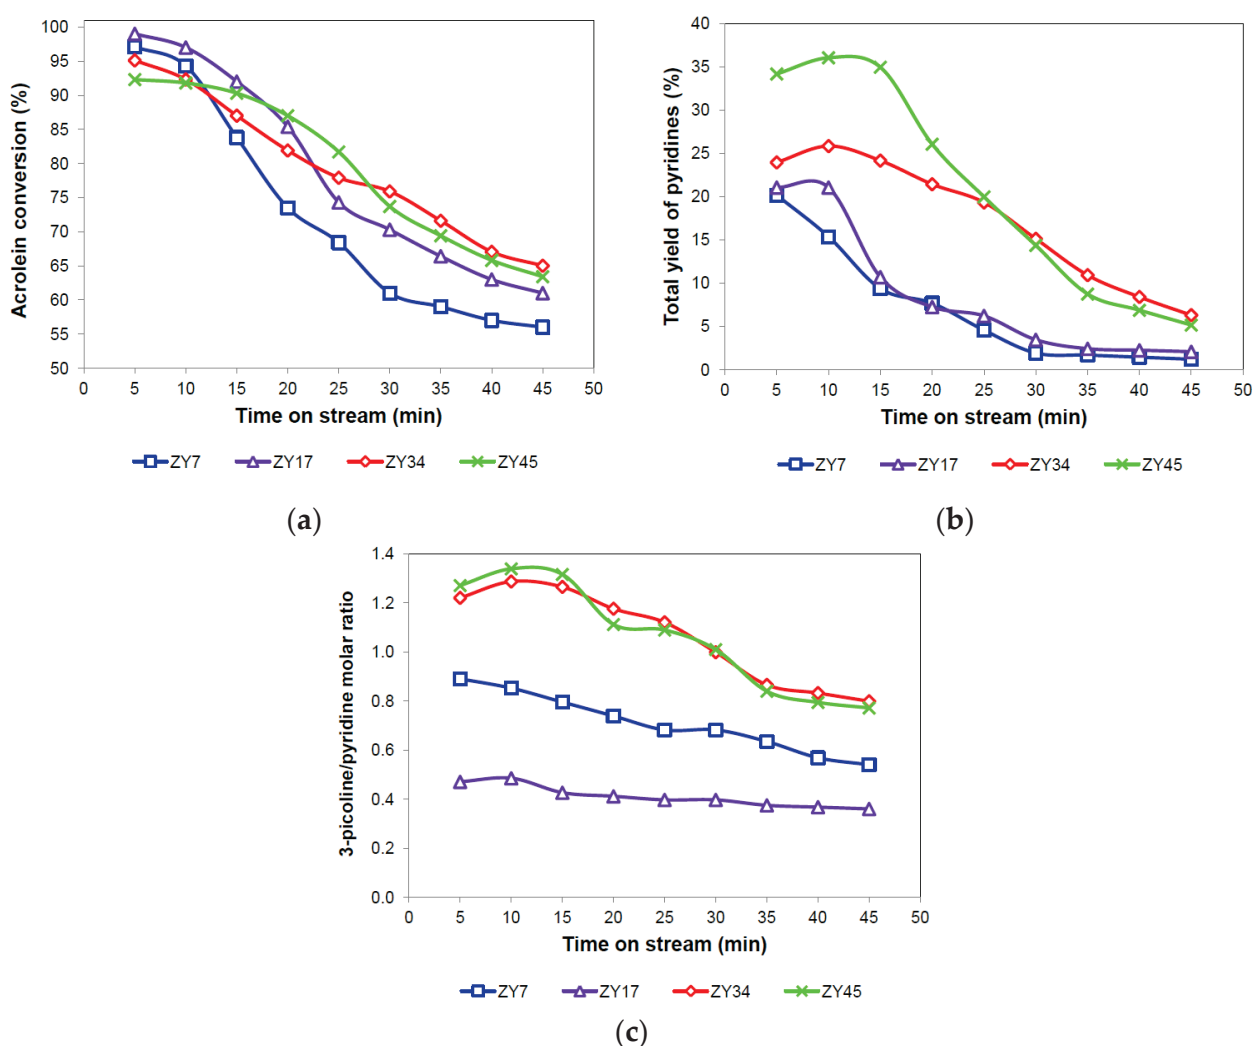 Acrolein conversion (%)
100
95
90
85
80
75
70
65
60
55
50
0 5 10 15 20 25 30 35 40 45 50
Time on stream (min)
ZY7 ZY17 ZY34 ZY45
(a)
Total yield of pyridines (%)
40
35
30
25
20
15
10
5
0
0 5 10 15 20 25 30 35 40 45 50
Time on stream (min)
ZY7 ZY17 ZY34 ZY45
(b)
3-picoline/pyridine molar ratio
1.4
1.2
1.0
0.8
0.6
0.4
0.2
0.0
0 5 10 15 20 25 30 35 40 45 50
Time on stream (min)
ZY7 ZY17 ZY34 ZY45
(c)